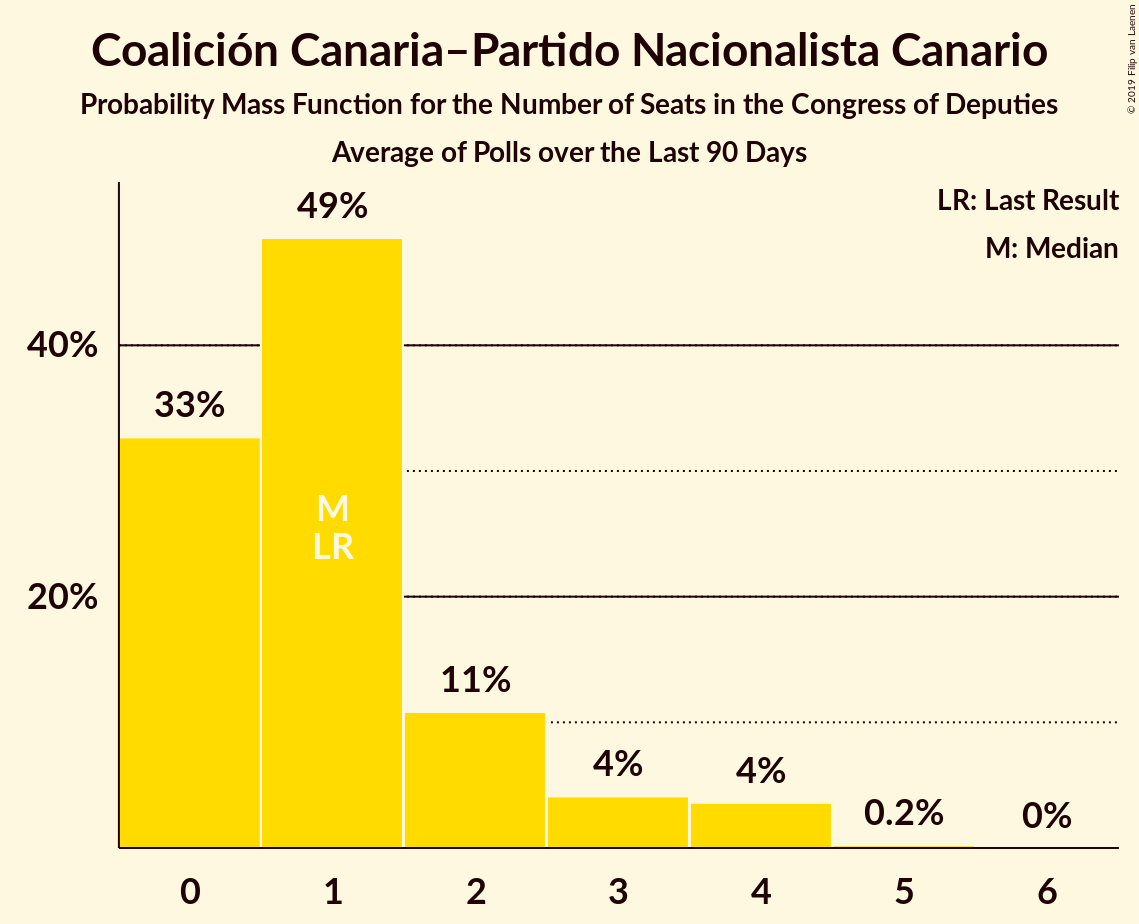 Coalición Canaria–Partido Nacionalista Canario
Probability Mass Function for the Number of Seats in the Congress of Deputies
Average of Polls over the Last 90 Days
© 2019 Filip van Laenen
LR: Last Result
M: Median
49%
40%
33%
M
LR
20%
11%
4%
4%
0.2%
0%
0 1 2 3 4 5 6